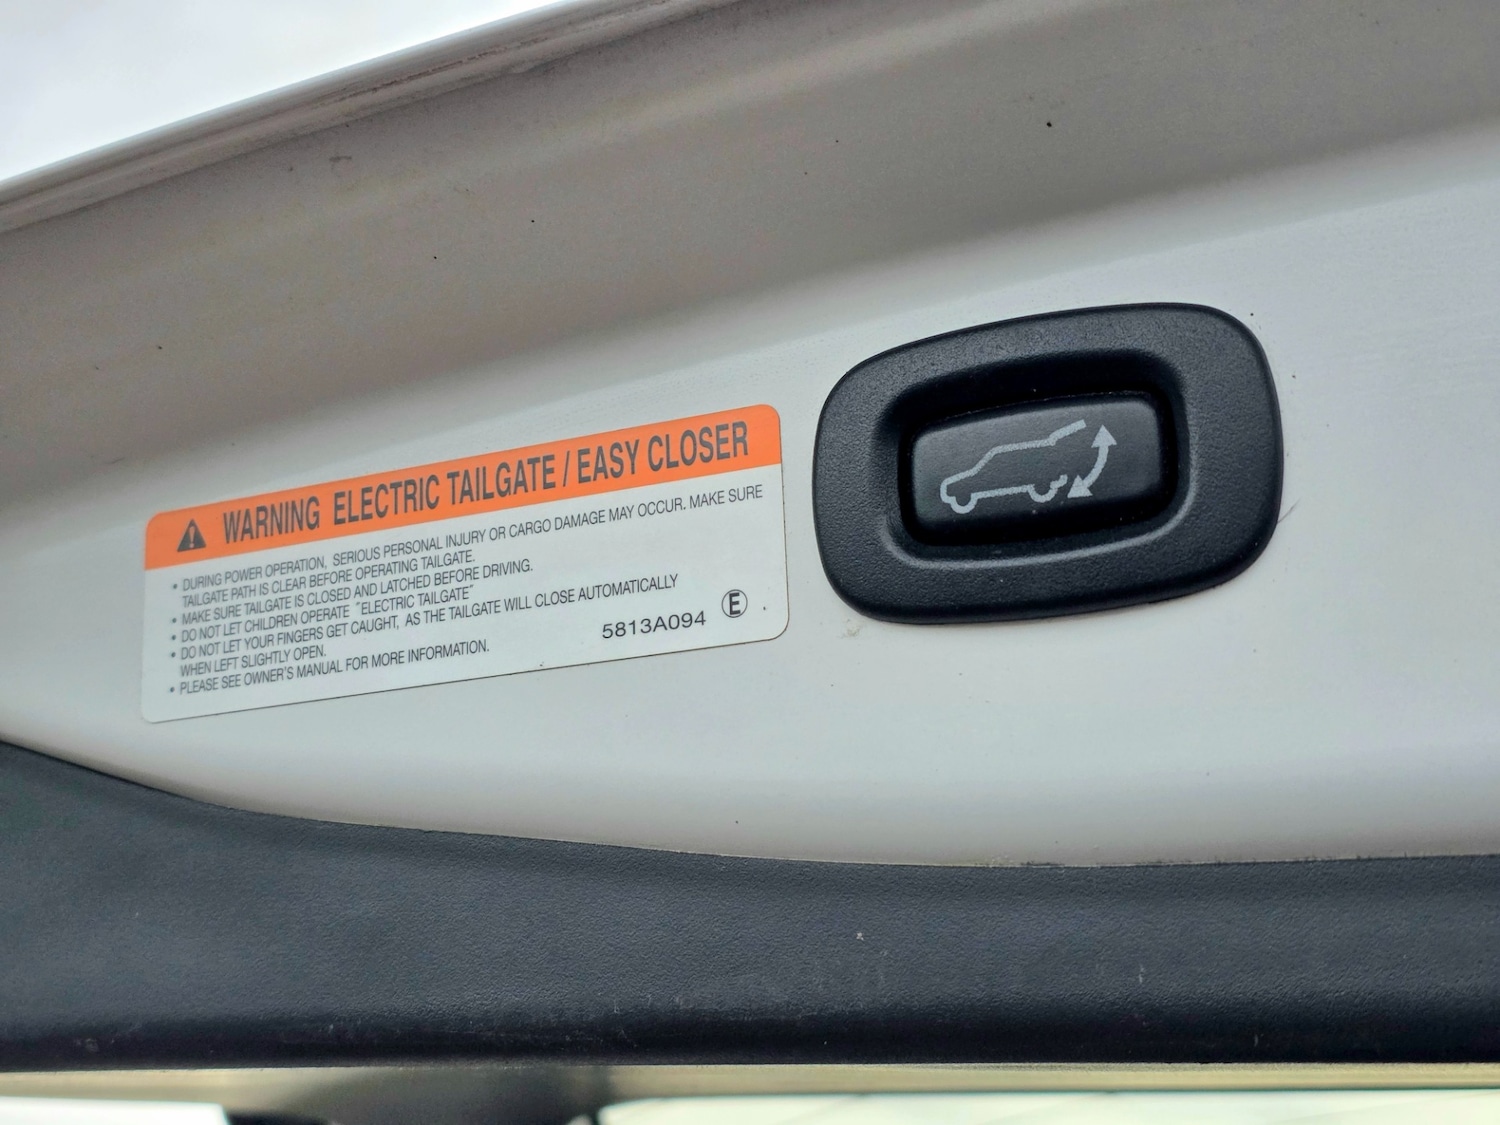 WARNING ELECTRIC TAILGATE / EASY CLOSER
• DURING POWER OPERATION, SERIOUS PERSONAL INJURY OR CARGO DAMAGE MAY OCCUR. MAKE SURE
TAILGATE PATH IS CLEAR BEFORE OPERATING TAILGATE.
• MAKE SURE TAILGATE IS CLOSED AND LATCHED BEFORE DRIVING.
• DO NOT LET CHILDREN OPERATE "ELECTRIC TAILGATE"
• DO NOT LET YOUR FINGERS GET CAUGHT, AS THE TAILGATE WILL CLOSE AUTOMATICALLY
WHEN LEFT SLIGHTLY OPEN.
• PLEASE SEE OWNER'S MANUAL FOR MORE INFORMATION.
5813A094 Ⓔ